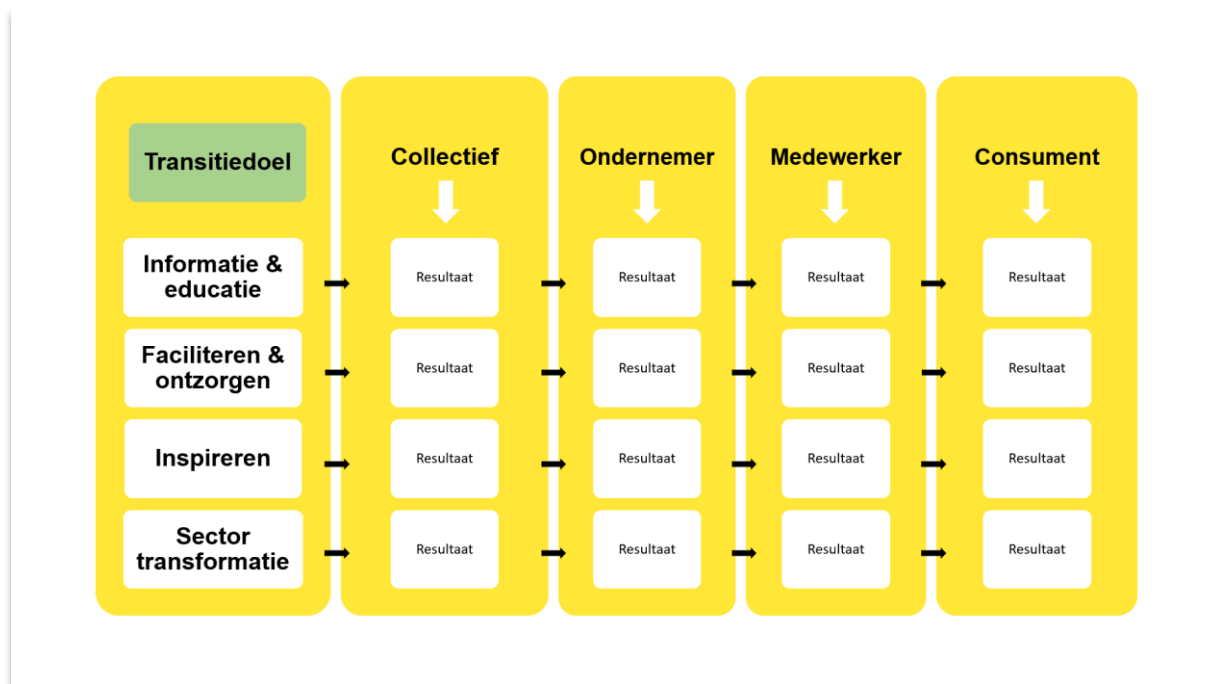 Transitiedoel
Collectief
Ondernemer
Medewerker
Consument
Informatie &
educatie
Resultaat
Resultaat
Resultaat
Resultaat
Faciliteren &
ontzorgen
Resultaat
Resultaat
Resultaat
Resultaat
Inspireren
Resultaat
Resultaat
Resultaat
Resultaat
Sector
transformatie
Resultaat
Resultaat
Resultaat
Resultaat